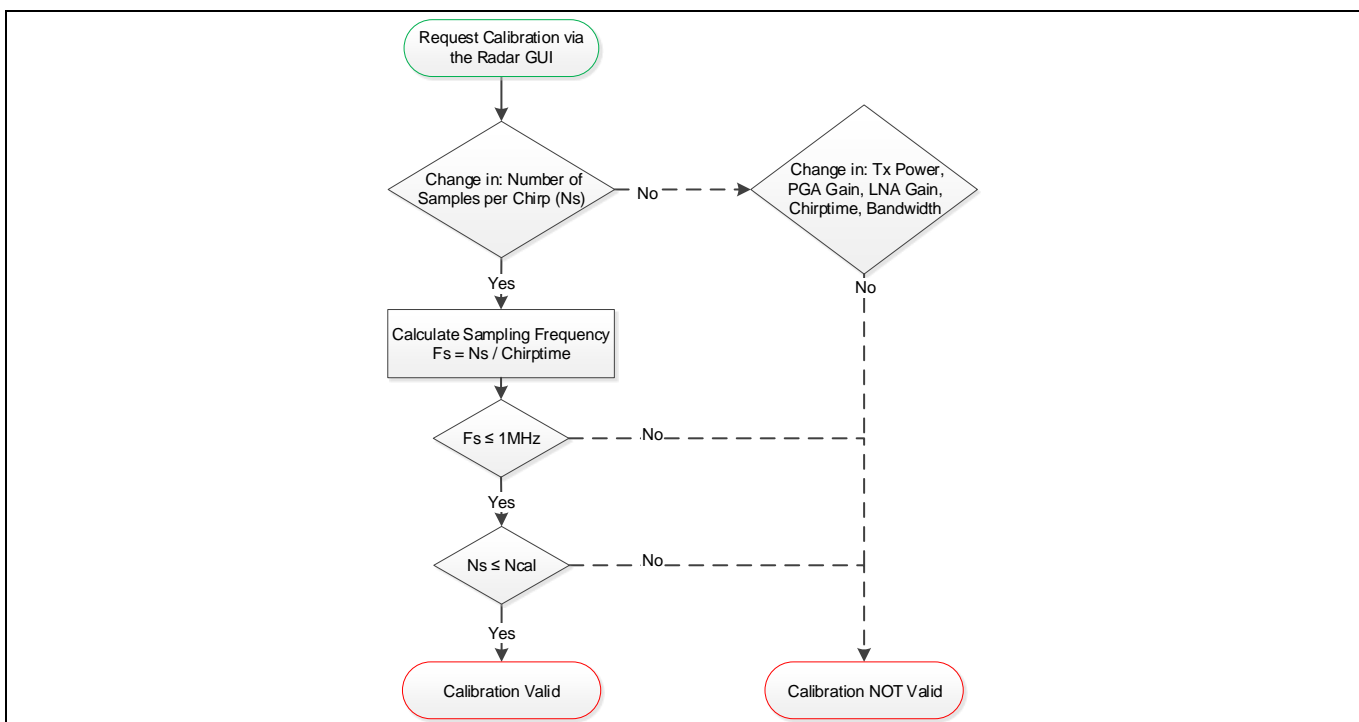 Request Calibration via
the Radar GUI
Change in: Number of
Samples per Chirp (Ns)
No
Change in: Tx Power,
PGA Gain, LNA Gain,
Chirptime, Bandwidth
Yes
No
Calculate Sampling Frequency
Fs = Ns / Chirptime
Fs ≤ 1MHz
No
Yes
Ns ≤ Ncal
No
Yes
Calibration Valid
Calibration NOT Valid